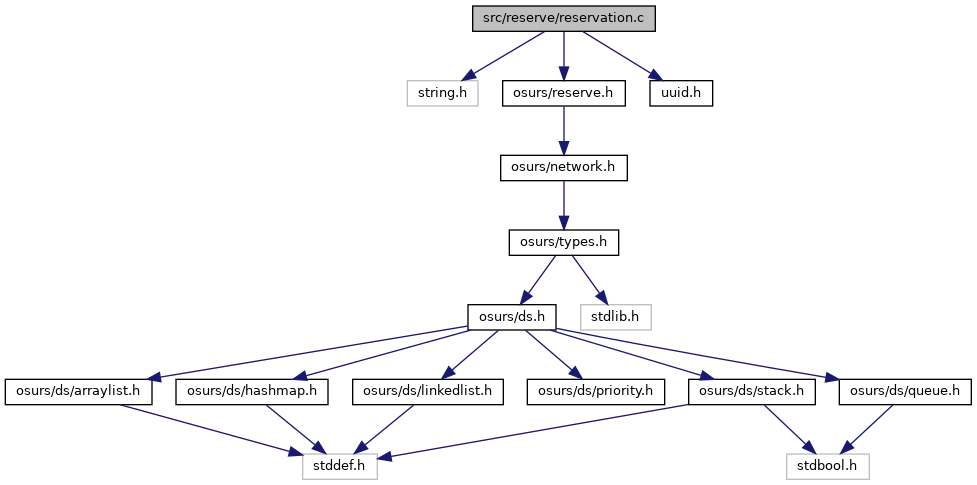 src/reserve/reservation.c
string.h
osurs/reserve.h
uuid.h
osurs/network.h
osurs/types.h
osurs/ds.h
stdlib.h
osurs/ds/arraylist.h
osurs/ds/hashmap.h
osurs/ds/linkedlist.h
osurs/ds/priority.h
osurs/ds/stack.h
osurs/ds/queue.h
stddef.h
stdbool.h